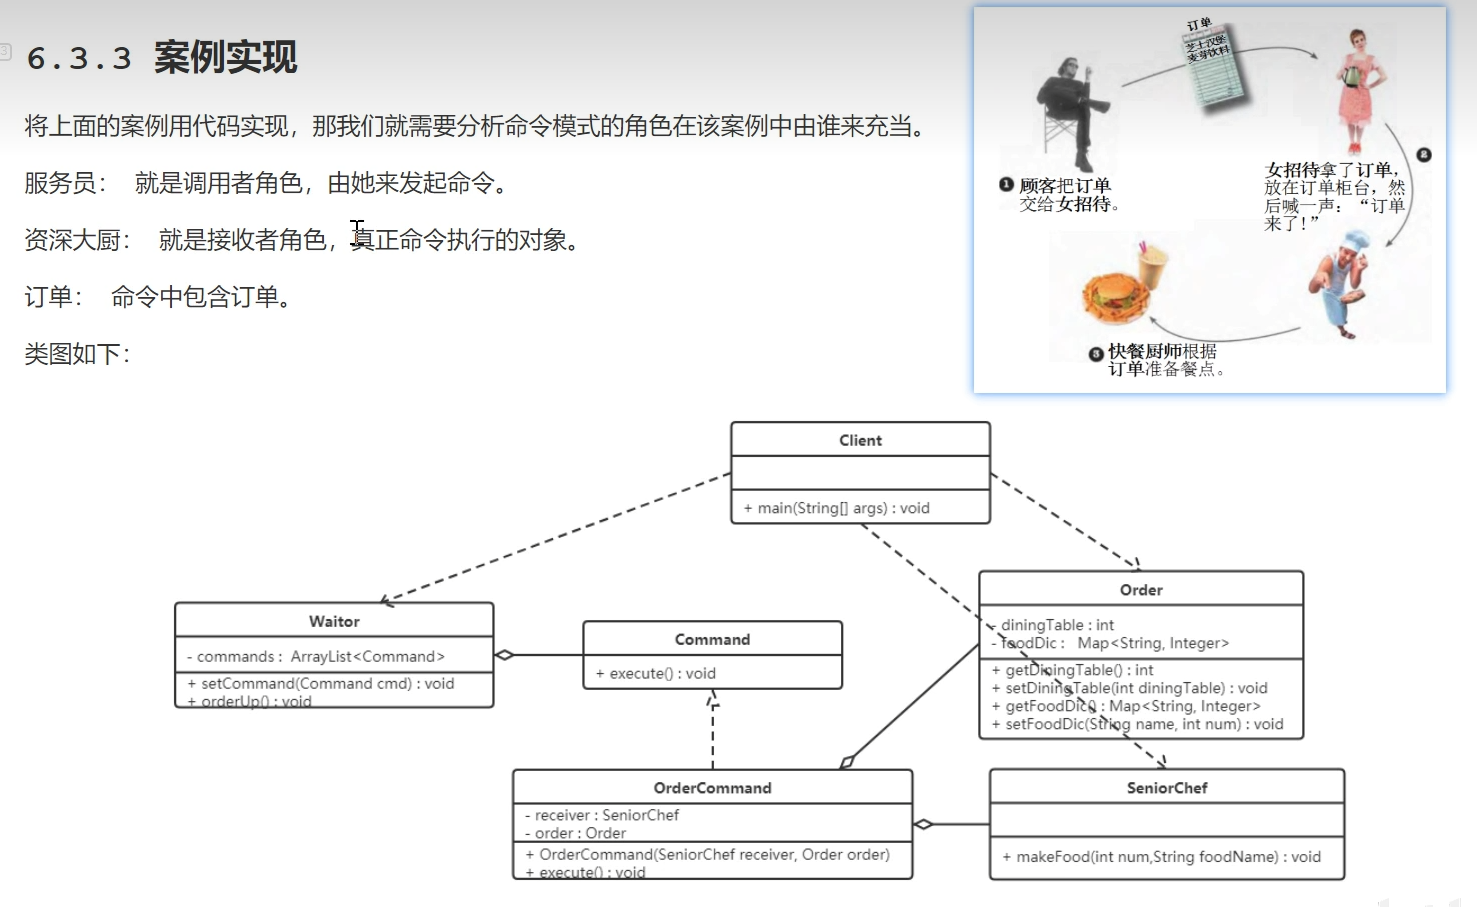 6.3.3 案例实现
将上面的案例用代码实现，那我们就需要分析命令模式的角色在该案例中由谁来充当。
服务员： 就是调用者角色，由她来发起命令。
资深大厨： 就是接收者角色，真正命令执行的对象。
订单： 命令中包含订单。
类图如下：
订单
芝士汉堡
麦芽饮料
❶ 顾客把订单
交给女招待。
❷
女招待拿了订单，
放在订单柜台，然
后喊一声：“订单
来了！”
❸ 快餐厨师根据
订单准备餐点。
Client
+ main(String[] args) : void
Waitor
- commands : ArrayList<Command>
+ setCommand(Command cmd) : void
+ orderUp() : void
Command
+ execute() : void
Order
- diningTable : int
- foodDic : Map<String, Integer>
+ getDiningTable() : int
+ setDiningTable(int diningTable) : void
+ getFoodDic() : Map<String, Integer>
+ setFoodDic(String name, int num) : void
OrderCommand
- receiver : SeniorChef
- order : Order
+ OrderCommand(SeniorChef receiver, Order order)
+ execute() : void
SeniorChef
+ makeFood(int num,String foodName) : void